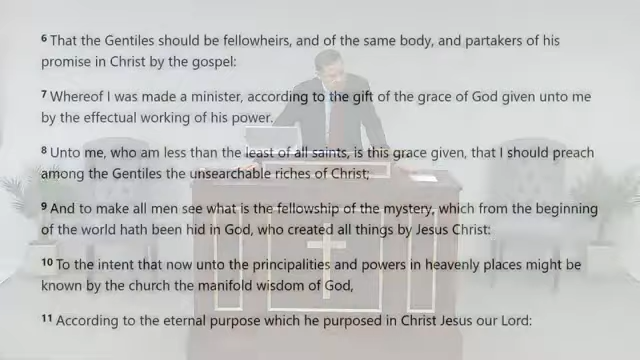 6 That the Gentiles should be fellowheirs, and of the same body, and partakers of his
promise in Christ by the gospel:
7 Whereof I was made a minister, according to the gift of the grace of God given unto me
by the effectual working of his power.
8 Unto me, who am less than the least of all saints, is this grace given, that I should preach
among the Gentiles the unsearchable riches of Christ;
9 And to make all men see what is the fellowship of the mystery, which from the beginning
of the world hath been hid in God, who created all things by Jesus Christ:
10 To the intent that now unto the principalities and powers in heavenly places might be
known by the church the manifold wisdom of God,
11 According to the eternal purpose which he purposed in Christ Jesus our Lord: